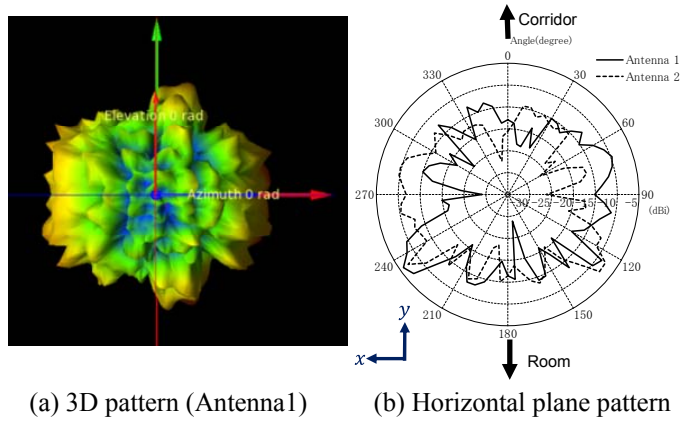 Elevation 0 rad
Azimuth 0 rad
Corridor
Angle(degree)
0
Antenna 1
Antenna 2
330
30
300
60
270
-30
-25
-20
-15
-10
-5
90
(dBi)
240
120
210
150
180
y
x
Room
(a) 3D pattern (Antenna1)
(b) Horizontal plane pattern